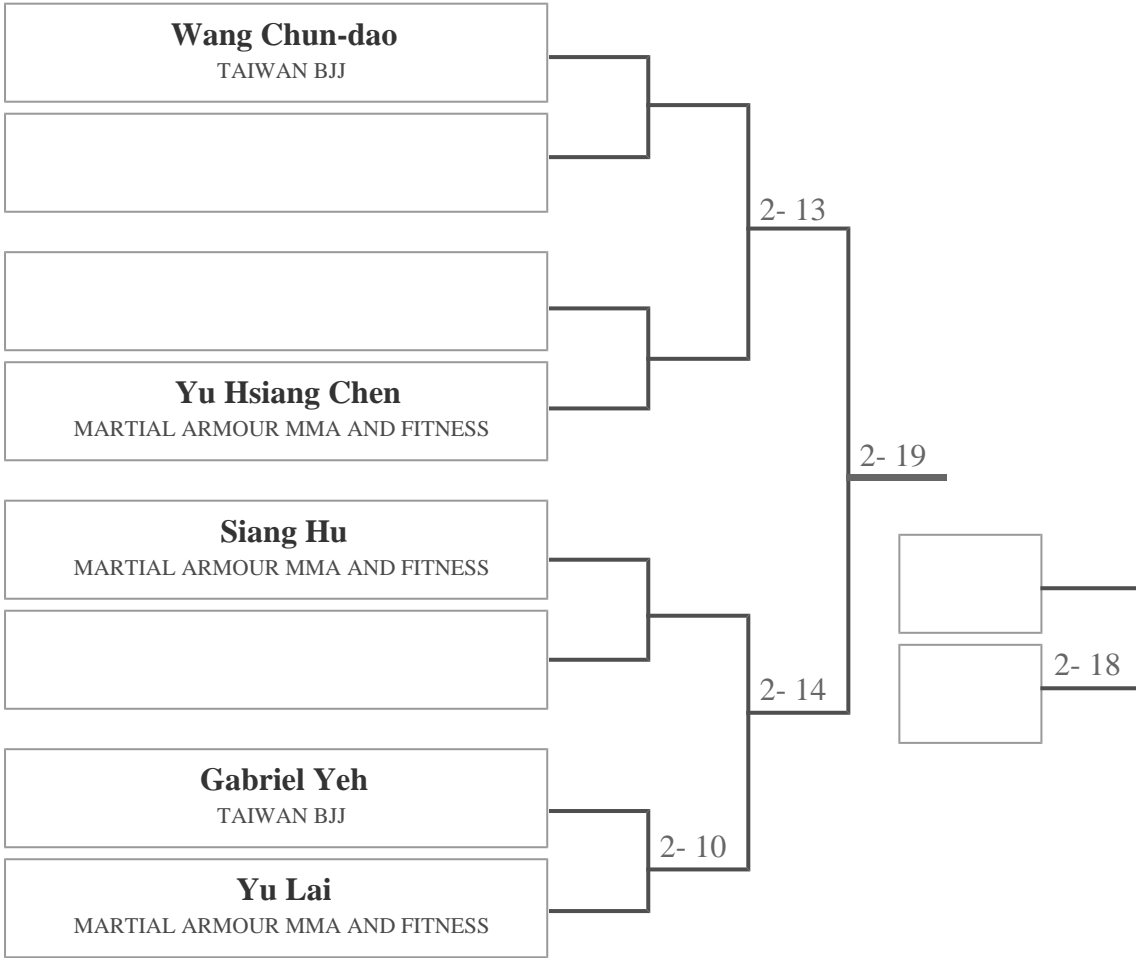 Wang Chun-dao
TAIWAN BJJ
2- 13
Yu Hsiang Chen
MARTIAL ARMOUR MMA AND FITNESS
2- 19
Siang Hu
MARTIAL ARMOUR MMA AND FITNESS
2- 18
2- 14
Gabriel Yeh
TAIWAN BJJ
2- 10
Yu Lai
MARTIAL ARMOUR MMA AND FITNESS